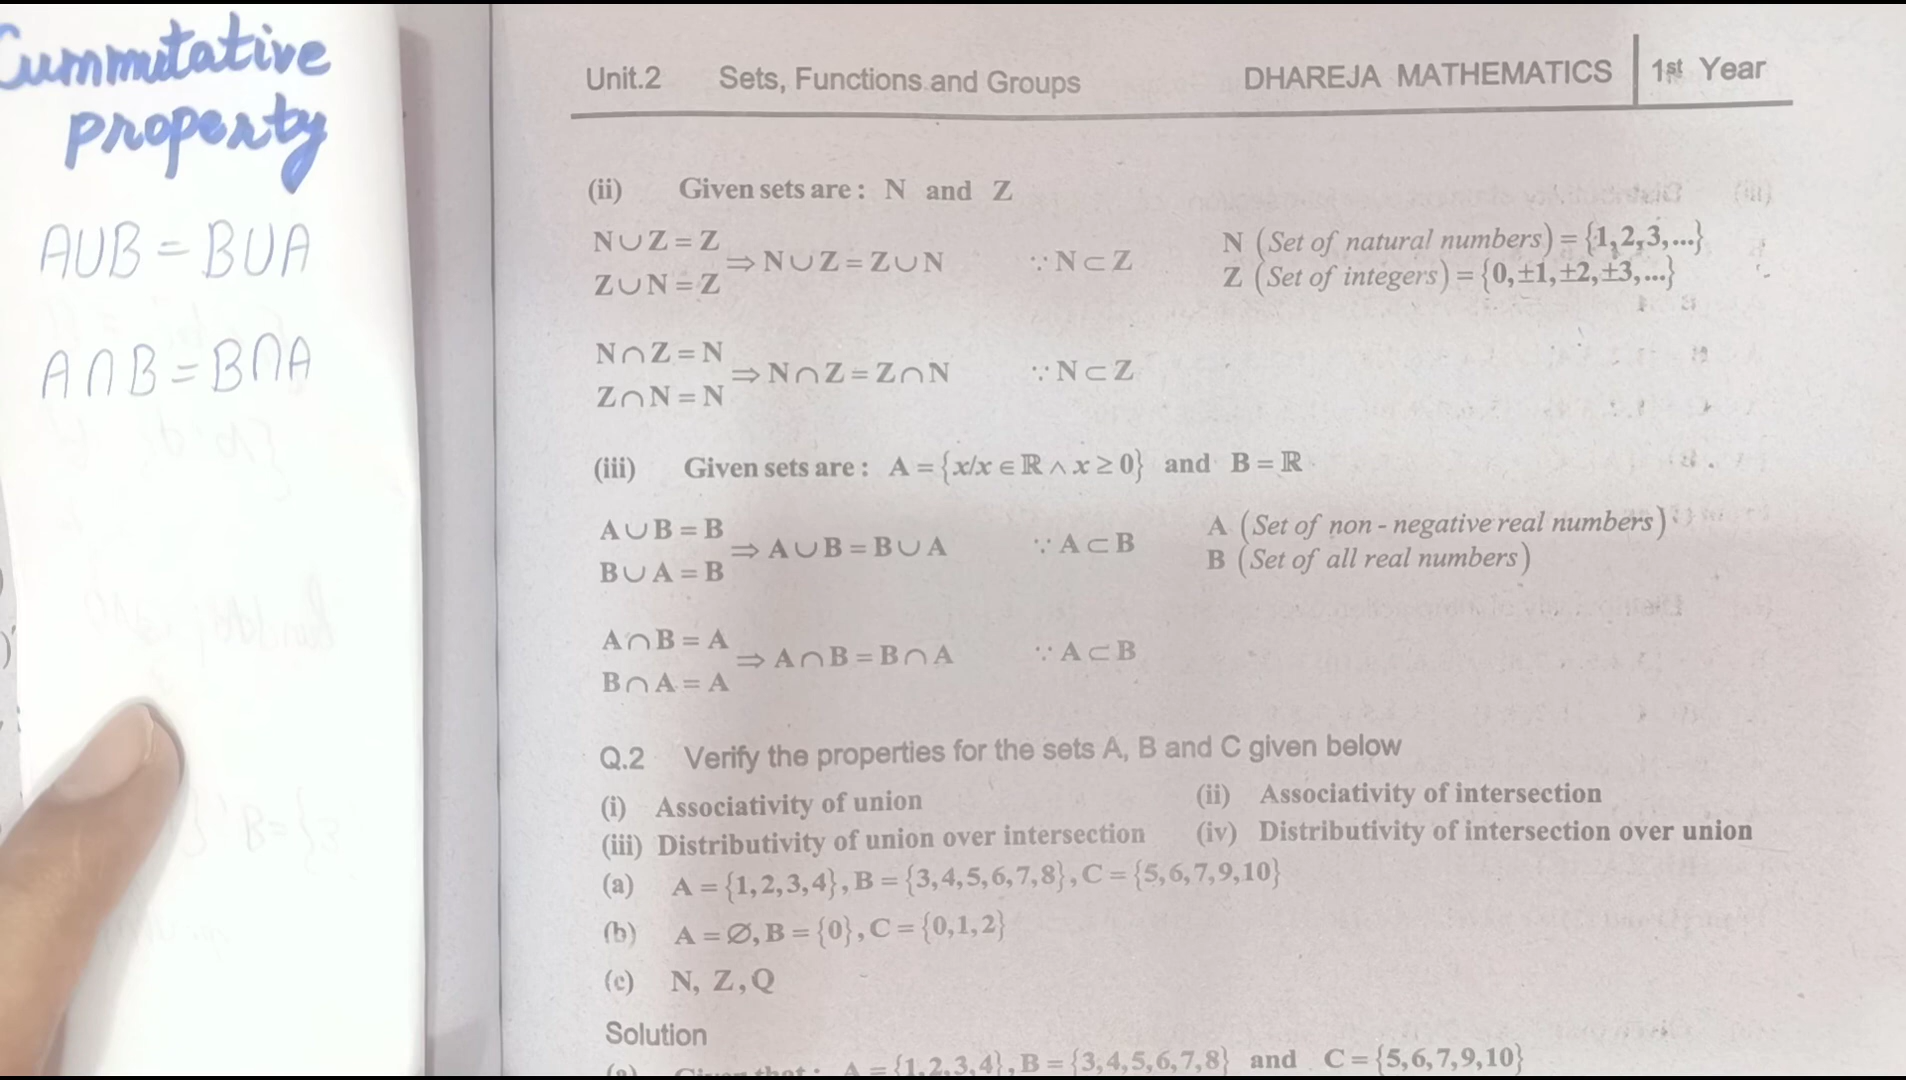 Cummutative
property
A∪B = B∪A
A∩B = B∩A
Unit.2 Sets, Functions and Groups DHAREJA MATHEMATICS 1st Year
(ii) Given sets are : N and Z
N∪Z = Z
Z∪N = Z
⇒ N∪Z = Z∪N ∵ N⊂Z
N (Set of natural numbers) = {1,2,3,...}
Z (Set of integers) = {0,±1,±2,±3,...}
N∩Z = N
Z∩N = N
⇒ N∩Z = Z∩N ∵ N⊂Z
(iii) Given sets are : A = {x/x ∈ ℝ ∧ x ≥ 0} and B = ℝ
A∪B = B
B∪A = B
⇒ A∪B = B∪A ∵ A⊂B
A (Set of non - negative real numbers)
B (Set of all real numbers)
A∩B = A
B∩A = A
⇒ A∩B = B∩A ∵ A⊂B
Q.2 Verify the properties for the sets A, B and C given below
(i) Associativity of union (ii) Associativity of intersection
(iii) Distributivity of union over intersection (iv) Distributivity of intersection over union
(a) A = {1,2,3,4}, B = {3,4,5,6,7,8}, C = {5,6,7,9,10}
(b) A = ∅, B = {0}, C = {0,1,2}
(c) N, Z, Q
Solution
(a) Given that : A = {1,2,3,4}, B = {3,4,5,6,7,8} and C = {5,6,7,9,10}